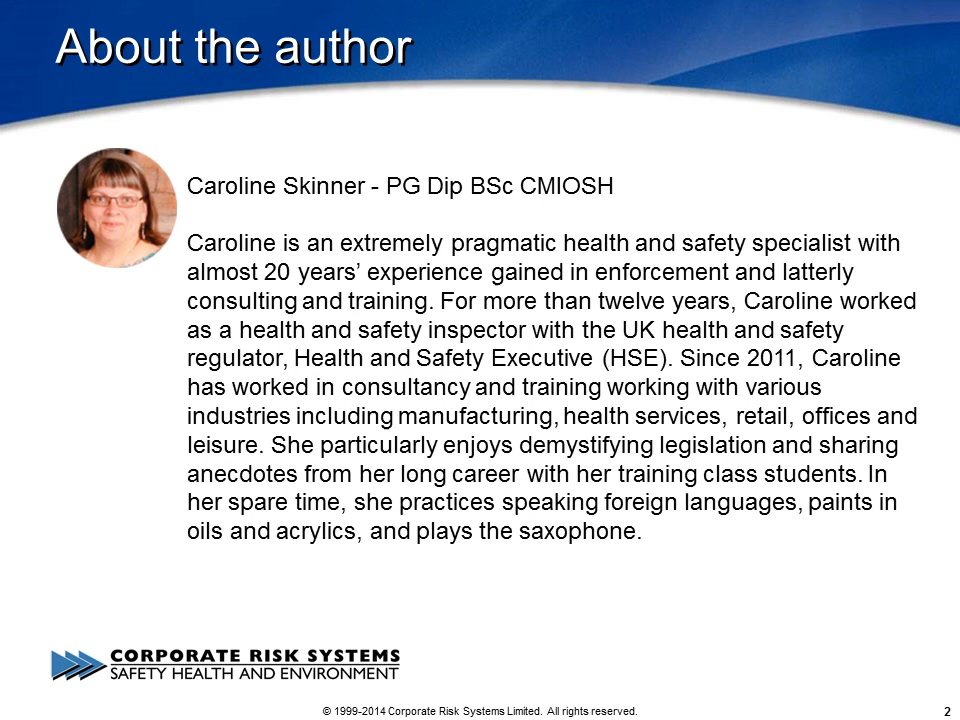 About the author
Caroline Skinner - PG Dip BSc CMIOSH
Caroline is an extremely pragmatic health and safety specialist with
almost 20 years’ experience gained in enforcement and latterly
consulting and training. For more than twelve years, Caroline worked
as a health and safety inspector with the UK health and safety
regulator, Health and Safety Executive (HSE). Since 2011, Caroline
has worked in consultancy and training working with various
industries including manufacturing, health services, retail, offices and
leisure. She particularly enjoys demystifying legislation and sharing
anecdotes from her long career with her training class students. In
her spare time, she practices speaking foreign languages, paints in
oils and acrylics, and plays the saxophone.
CORPORATE RISK SYSTEMS
SAFETY HEALTH AND ENVIRONMENT
© 1999-2014 Corporate Risk Systems Limited. All rights reserved.
2